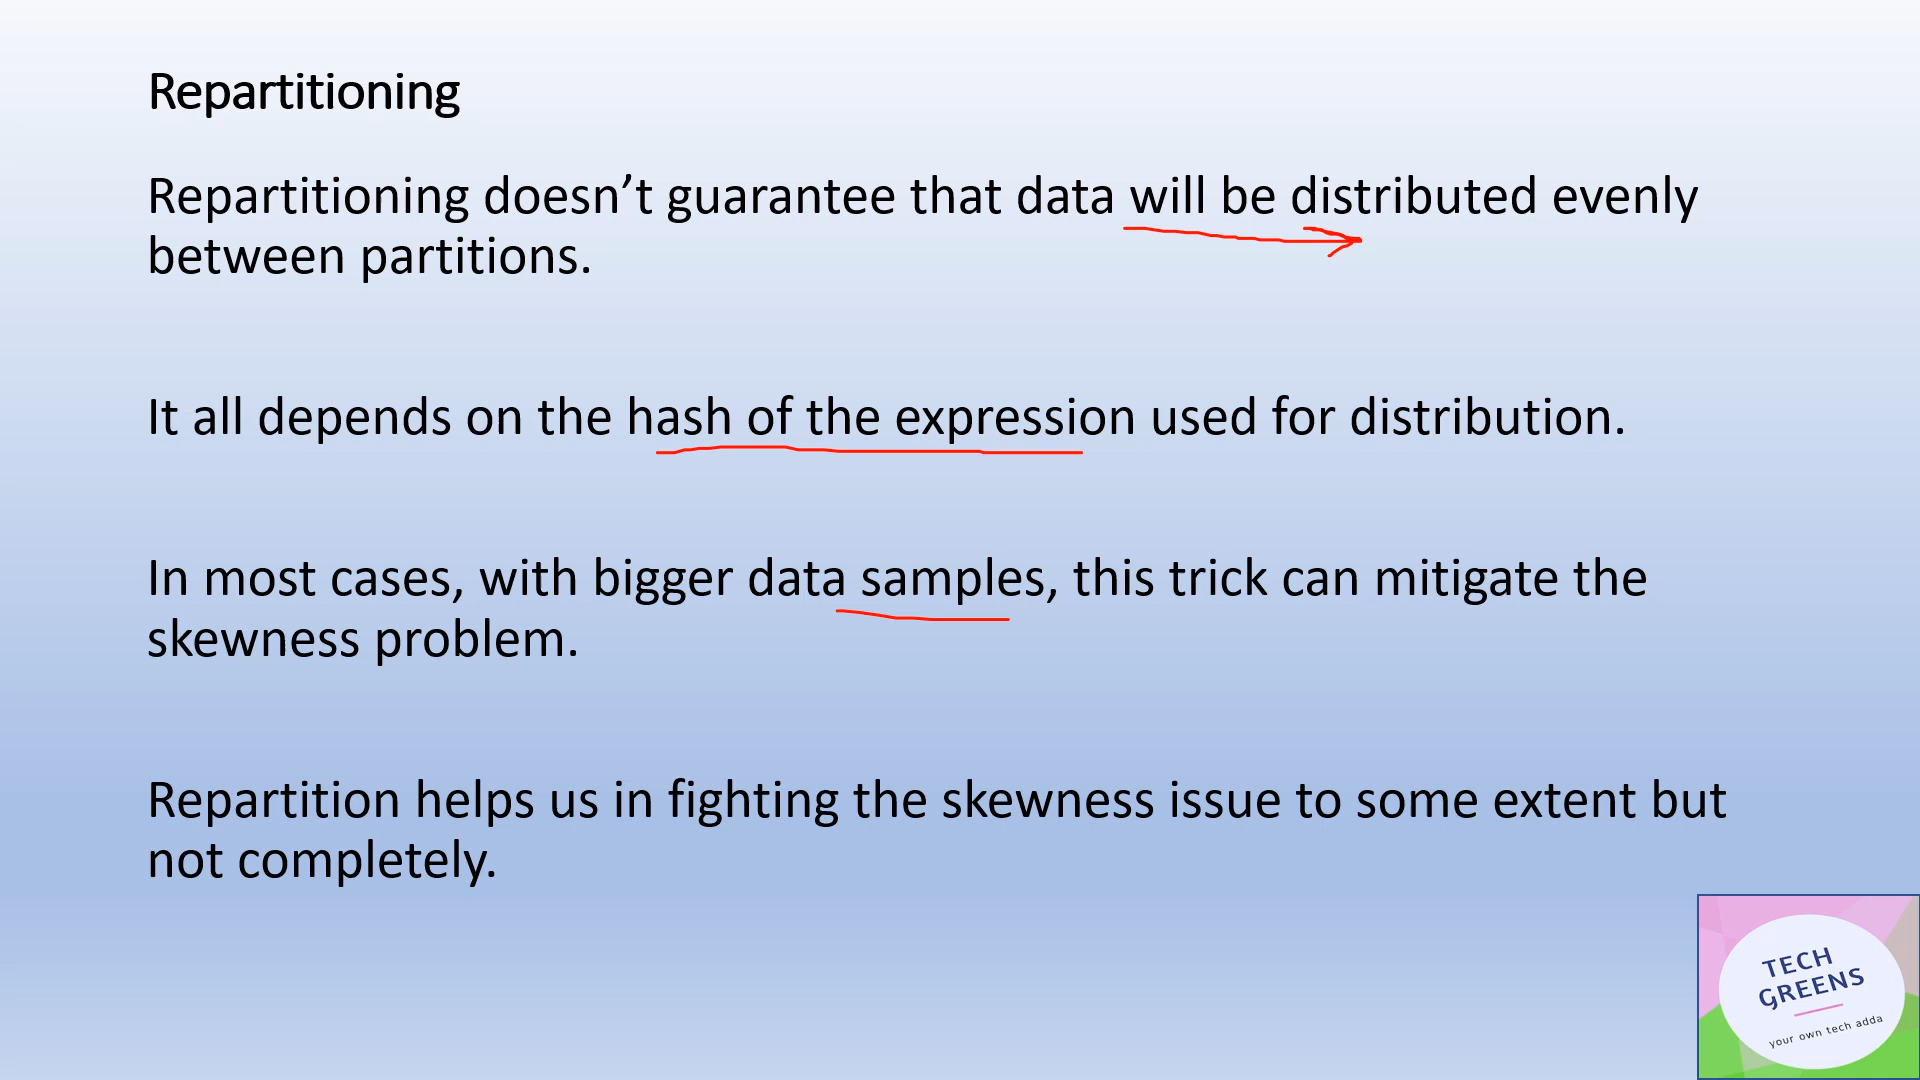 Repartitioning
Repartitioning doesn’t guarantee that data will be distributed evenly
between partitions.
It all depends on the hash of the expression used for distribution.
In most cases, with bigger data samples, this trick can mitigate the
skewness problem.
Repartition helps us in fighting the skewness issue to some extent but
not completely.
TECH
GREENS
your own tech adda